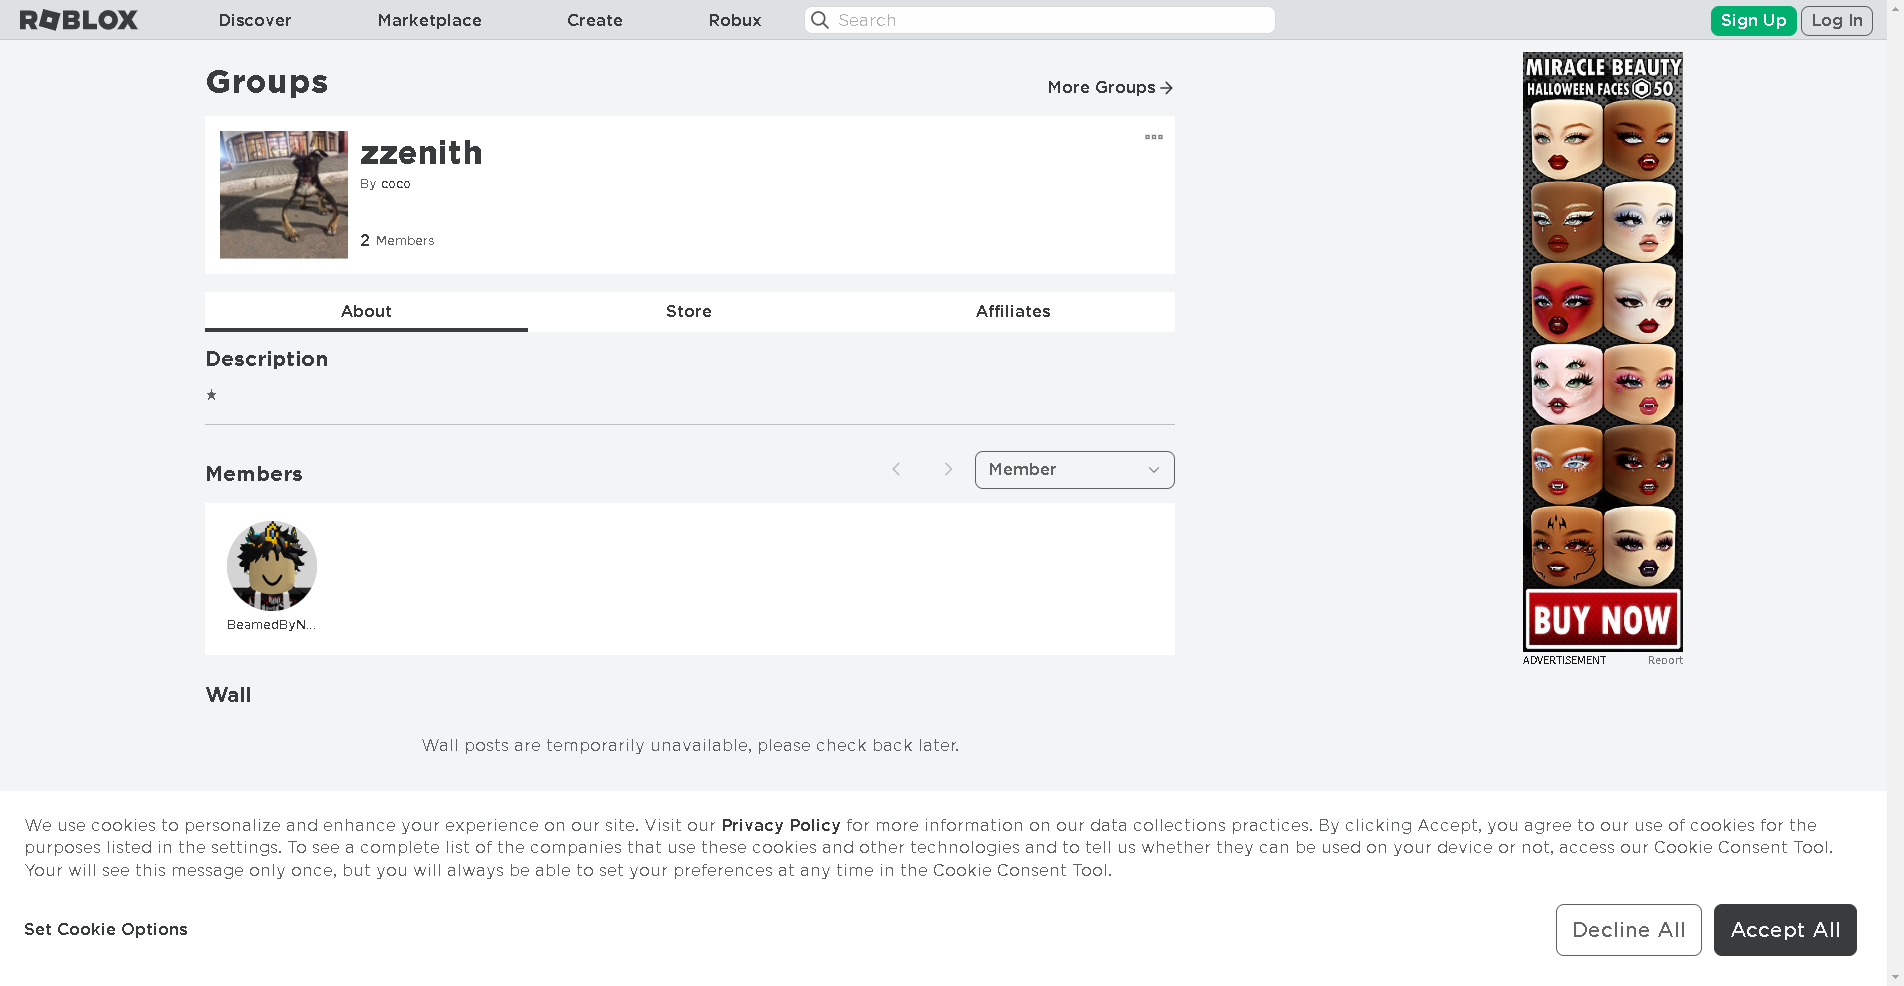 ROBLOX
Discover
Marketplace
Create
Robux
Search
Sign Up
Log In
Groups
More Groups
zzenith
By coco
2 Members
About
Store
Affiliates
Description
★
Members
Member
BeamedByN...
Wall
Wall posts are temporarily unavailable, please check back later.
MIRACLE BEAUTY
HALLOWEEN FACES 50
BUY NOW
ADVERTISEMENT
Report
We use cookies to personalize and enhance your experience on our site. Visit our Privacy Policy for more information on our data collections practices. By clicking Accept, you agree to our use of cookies for the
purposes listed in the settings. To see a complete list of the companies that use these cookies and other technologies and to tell us whether they can be used on your device or not, access our Cookie Consent Tool.
Your will see this message only once, but you will always be able to set your preferences at any time in the Cookie Consent Tool.
Set Cookie Options
Decline All
Accept All